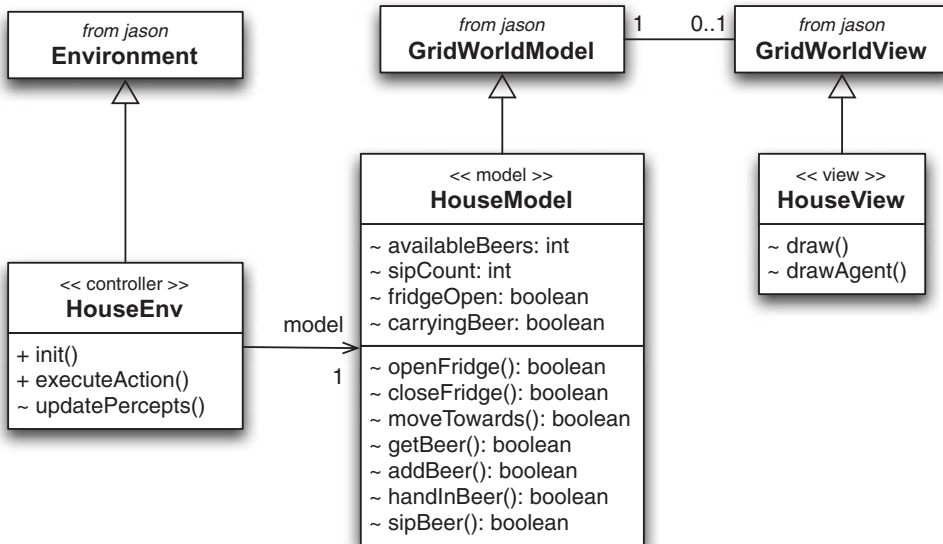 from jason
Environment
from jason
GridWorldModel
1
0..1
from jason
GridWorldView
<< controller >>
HouseEnv
+ init()
+ executeAction()
~ updatePercepts()
model
1
<< model >>
HouseModel
~ availableBeers: int
~ sipCount: int
~ fridgeOpen: boolean
~ carryingBeer: boolean
~ openFridge(): boolean
~ closeFridge(): boolean
~ moveTowards(): boolean
~ getBeer(): boolean
~ addBeer(): boolean
~ handInBeer(): boolean
~ sipBeer(): boolean
<< view >>
HouseView
~ draw()
~ drawAgent()